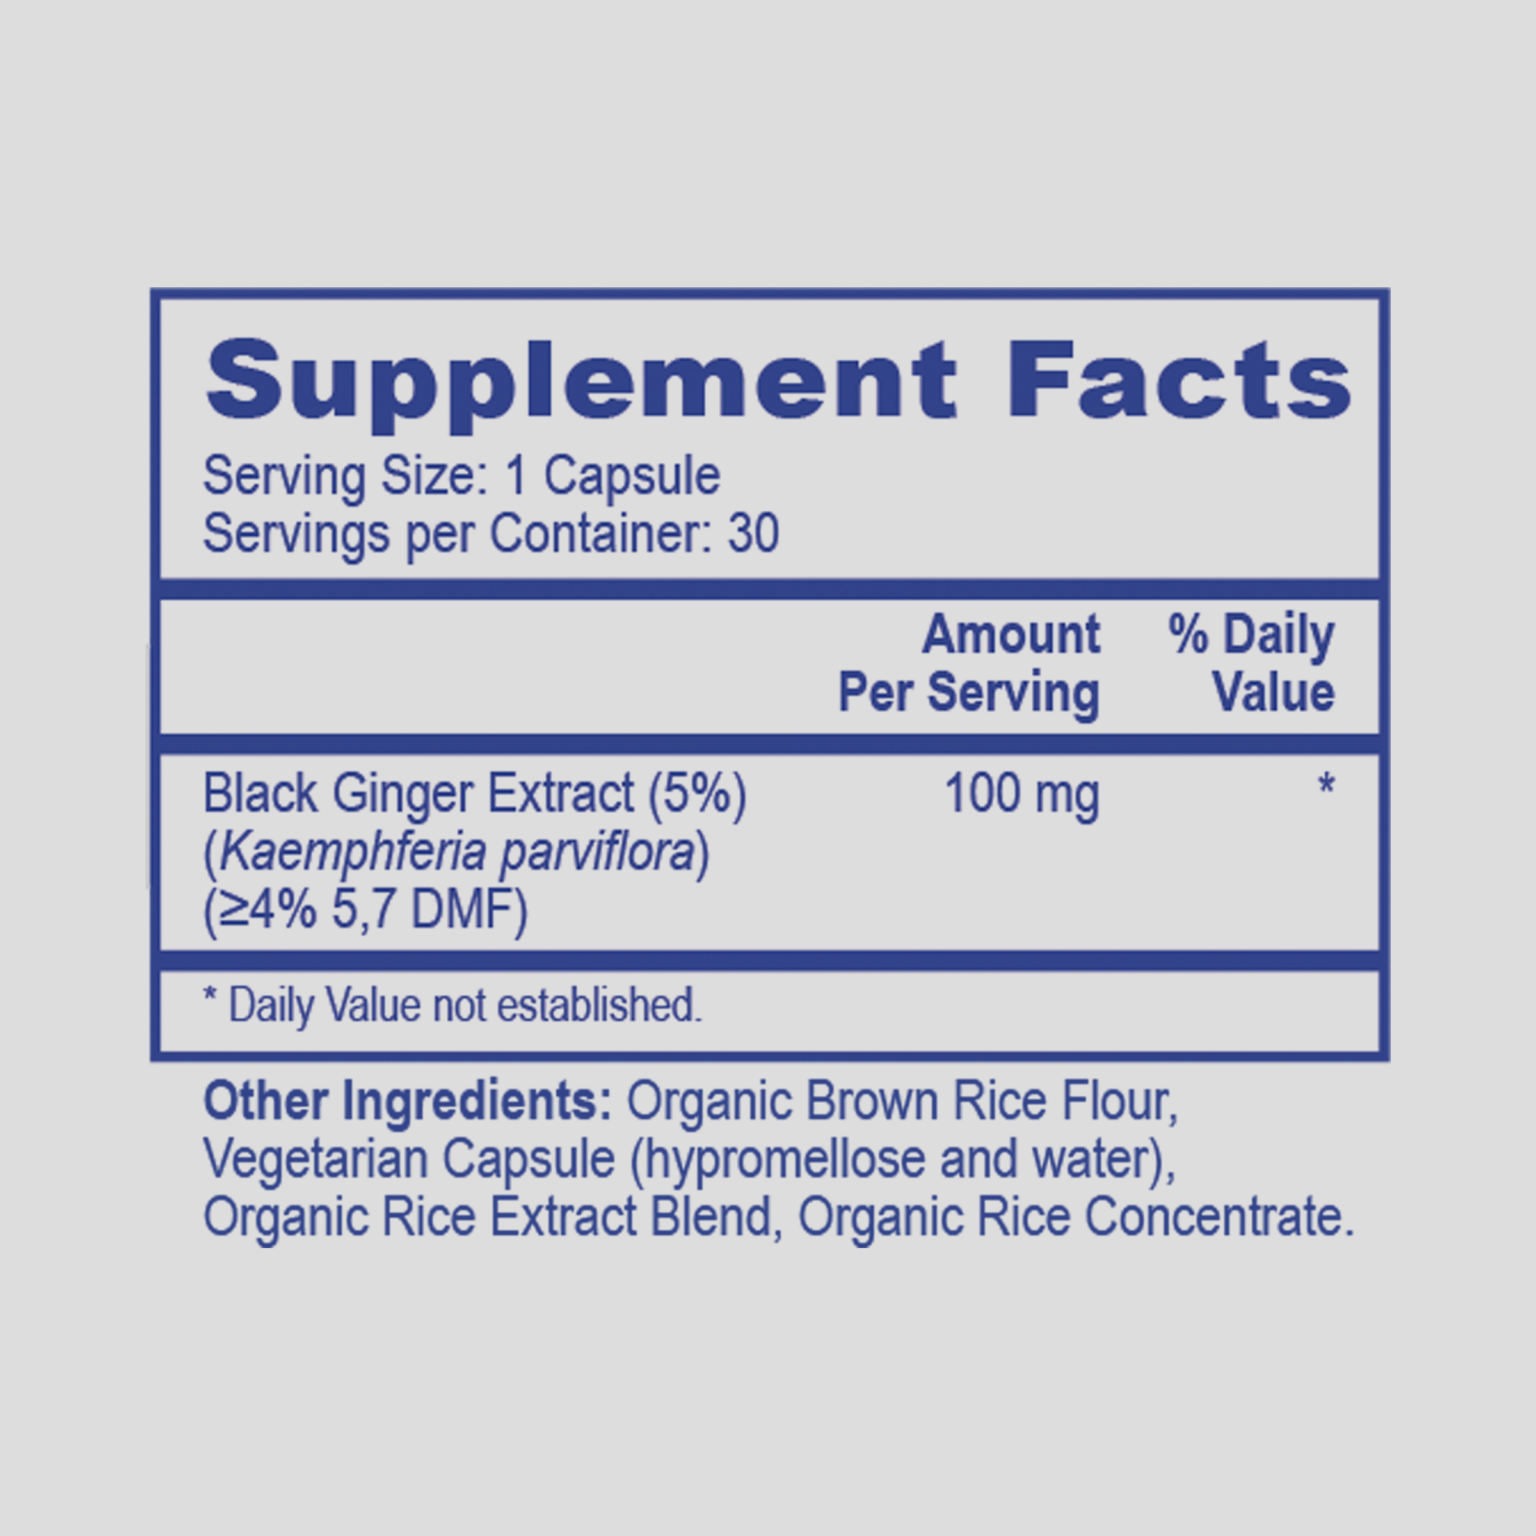 Supplement Facts
Serving Size: 1 Capsule
Servings per Container: 30
Amount % Daily
Per Serving Value
Black Ginger Extract (5%) 100 mg *
(Kaemphferia parviflora)
(≥4% 5,7 DMF)
* Daily Value not established.
Other Ingredients: Organic Brown Rice Flour,
Vegetarian Capsule (hypromellose and water),
Organic Rice Extract Blend, Organic Rice Concentrate.